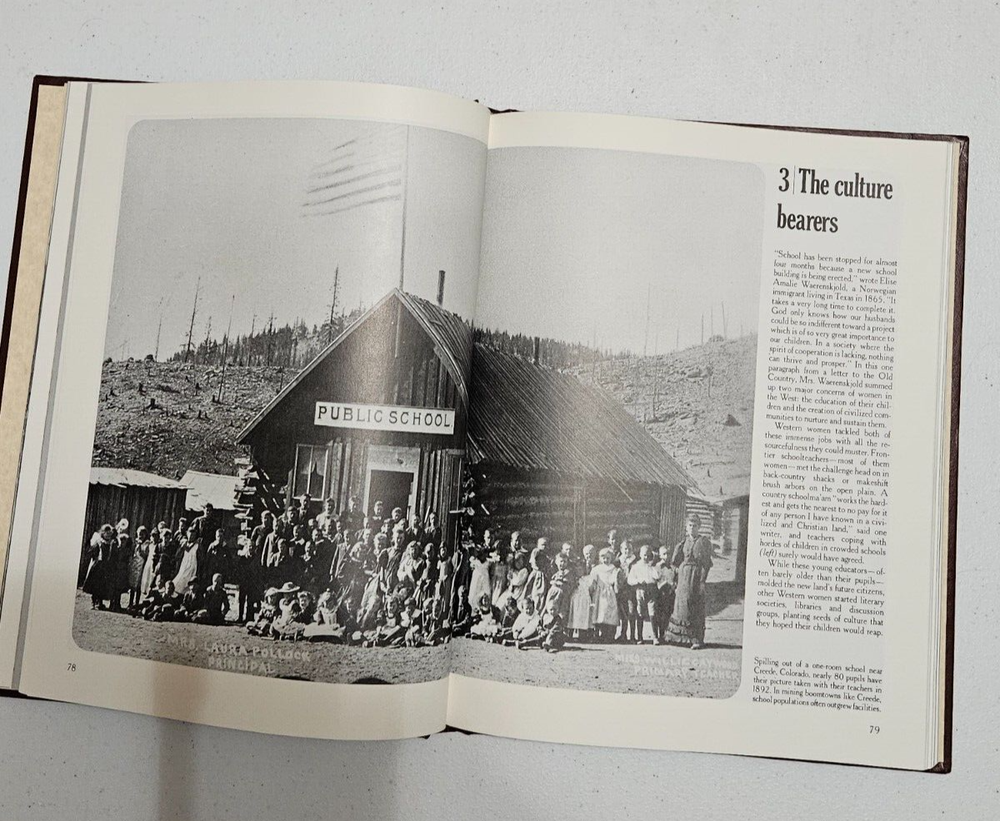 PUBLIC SCHOOL
LAURA POLLOCK
PRINCIPAL
MISS WILLIE
PRIMARY TEACHER
78
3 The culture
bearers
"School has been stopped for almost
four months because a new school
building is being erected," wrote Elise
Amalie Waerenskjold, a Norwegian
immigrant living in Texas in 1865. "It
takes a very long time to complete it.
God only knows how our husbands
could be so indifferent toward a project
which is of so very great importance to
our children. In a society where the
spirit of cooperation is lacking, nothing
can thrive and prosper." In this one
paragraph from a letter to the Old
Country, Mrs. Waerenskjold summed
up two major concerns of women in
the West: the education of their chil-
dren and the creation of civilized com-
munities to nurture and sustain them.
Western women tackled both of
these immense jobs with all the re-
sourcefulness they could muster. Fron-
tier schoolteachers—most of them
women—met the challenge head on in
back-country shacks or makeshift
brush arbors on the open plain. A
country schoolma'am "works the hard-
est and gets the nearest to no pay for it
of any person I have known in a civi-
lized and Christian land," said one
writer, and teachers coping with
hordes of children in crowded schools
(left) surely would have agreed.
While these young educators—of-
ten barely older than their pupils—
molded the new land's future citizens,
other Western women started literary
societies, libraries and discussion
groups, planting seeds of culture that
they hoped their children would reap.
Spilling out of a one-room school near
Creede, Colorado, nearly 80 pupils have
their picture taken with their teachers in
1892. In mining boomtowns like Creede,
school populations often outgrew facilities.
79